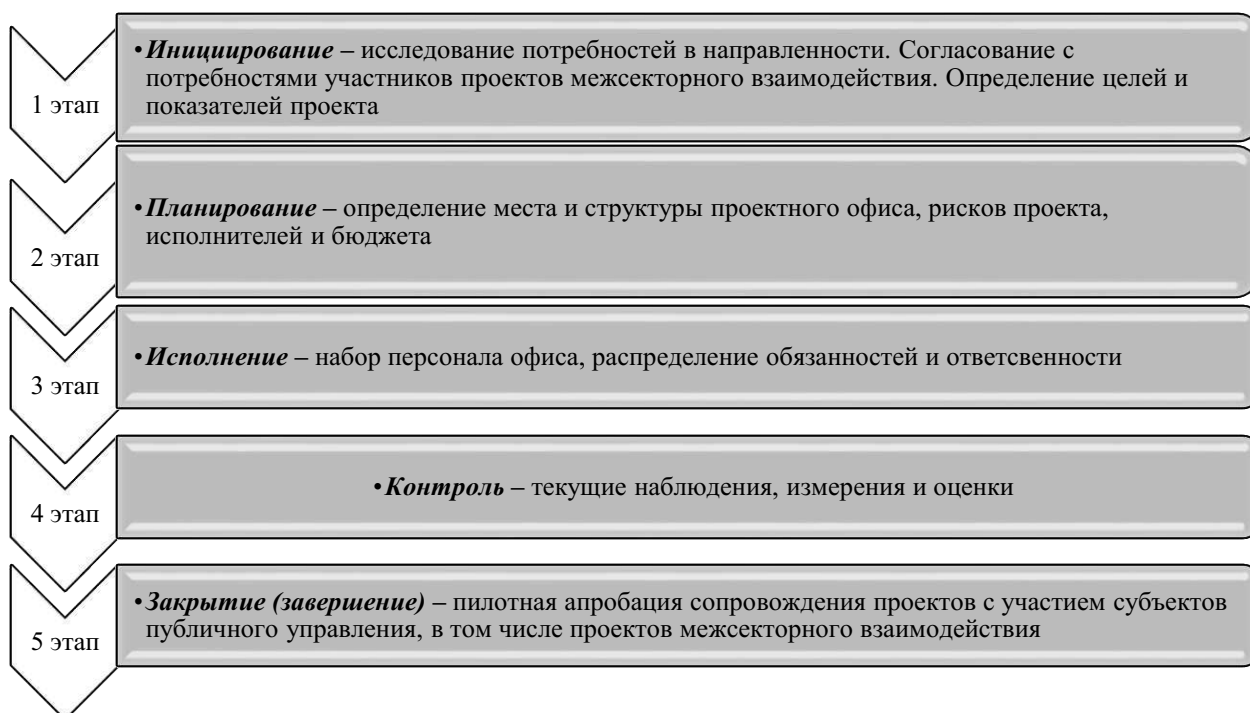 1 этап
•Инициирование – исследование потребностей в направленности. Согласование с
потребностями участников проектов межсекторного взаимодействия. Определение целей и
показателей проекта
2 этап
•Планирование – определение места и структуры проектного офиса, рисков проекта,
исполнителей и бюджета
3 этап
•Исполнение – набор персонала офиса, распределение обязанностей и ответсвенности
4 этап
•Контроль – текущие наблюдения, измерения и оценки
5 этап
•Закрытие (завершение) – пилотная апробация сопровождения проектов с участием субъектов
публичного управления, в том числе проектов межсекторного взаимодействия